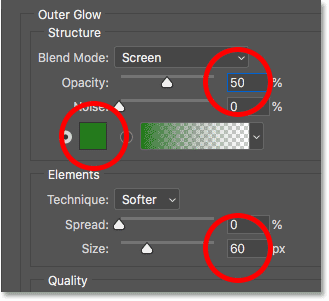 Outer Glow
Structure
Blend Mode: Screen
Opacity: 50 %
Noise: 0 %
Elements
Technique: Softer
Spread: 0 %
Size: 60 px
Quality